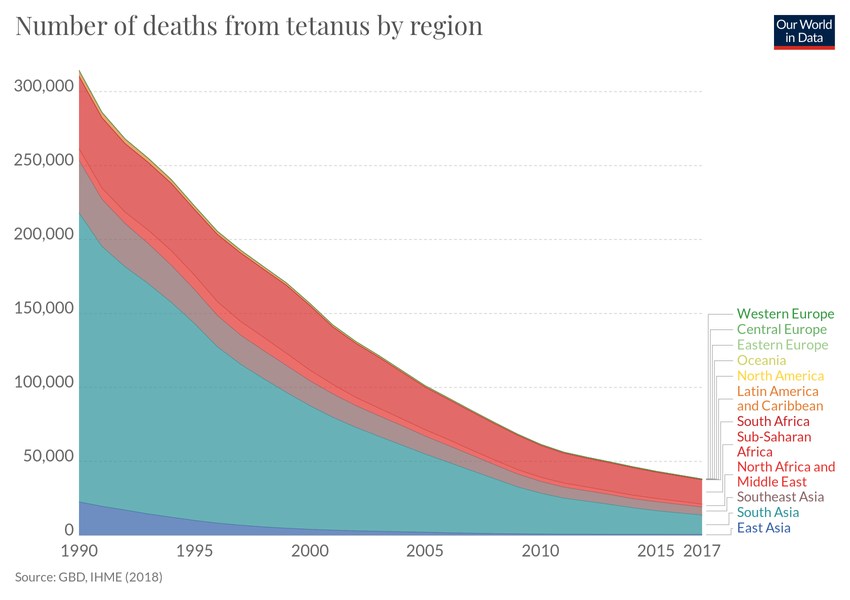 Number of deaths from tetanus by region
Our World
in Data
300,000
250,000
200,000
150,000
100,000
50,000
0
1990
1995
2000
2005
2010
2015
2017
Western Europe
Central Europe
Eastern Europe
Oceania
North America
Latin America
and Caribbean
South Africa
Sub-Saharan
Africa
North Africa and
Middle East
Southeast Asia
South Asia
East Asia
Source: GBD, IHME (2018)